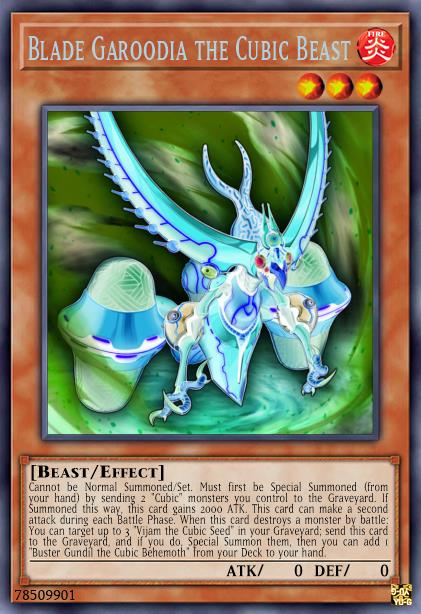 BLADE GAROODIA THE CUBIC BEAST
FIRE
炎
[BEAST/EFFECT]
Cannot be Normal Summoned/Set. Must first be Special Summoned (from
your hand) by sending 2 "Cubic" monsters you control to the Graveyard. If
Summoned this way, this card gains 2000 ATK. This card can make a second
attack during each Battle Phase. When this card destroys a monster by battle:
You can target up to 3 "Vijam the Cubic Seed" in your Graveyard; send this
card to the Graveyard, and if you do, Special Summon them, then you can add 1
"Buster Gundil the Cubic Behemoth" from your Deck to your hand.
ATK/ 0 DEF/ 0
78509901